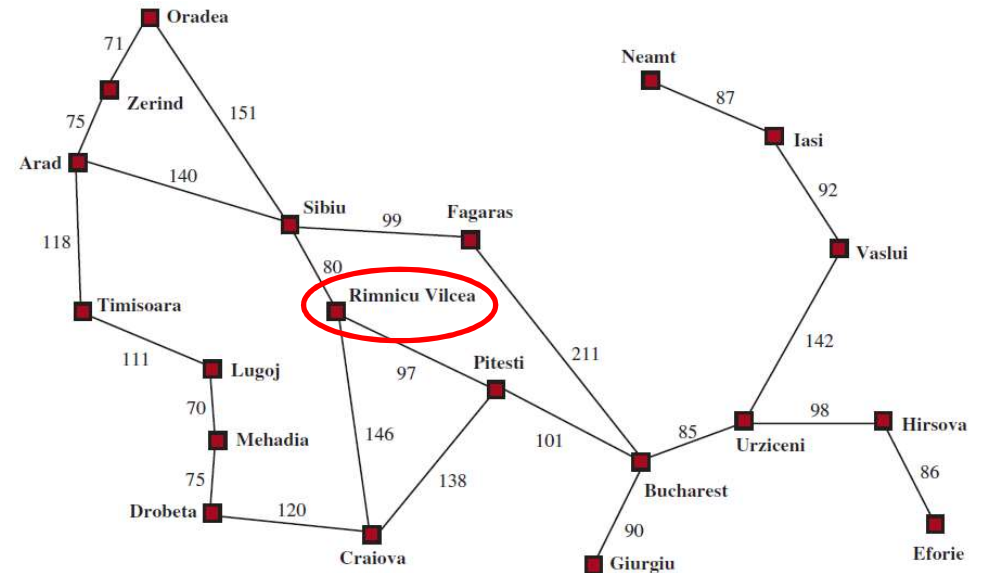 Oradea
71
Neamt
87
Zerind
151
75
Iasi
Arad
140
92
Sibiu
99
Fagaras
118
80
Vaslui
Rimnicu Vilcea
Timisoara
142
111
97
Pitesti
211
Lugoj
70
146
98
Hirsova
85
Urziceni
Mehadia
101
138
86
75
Bucharest
Drobeta
120
90
Craiova
Giurgiu
Eforie